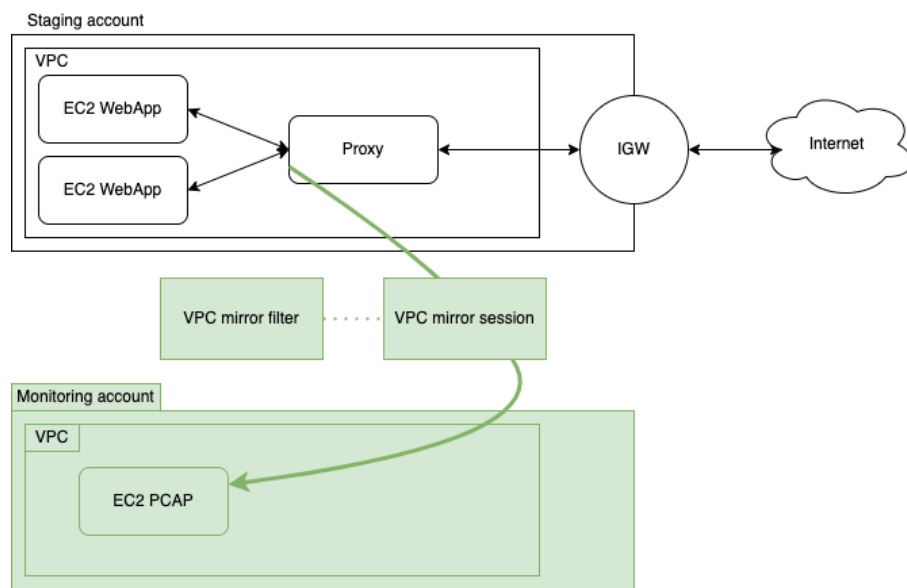 Staging account
VPC
EC2 WebApp
EC2 WebApp
Proxy
IGW
Internet
VPC mirror filter
VPC mirror session
Monitoring account
VPC
EC2 PCAP